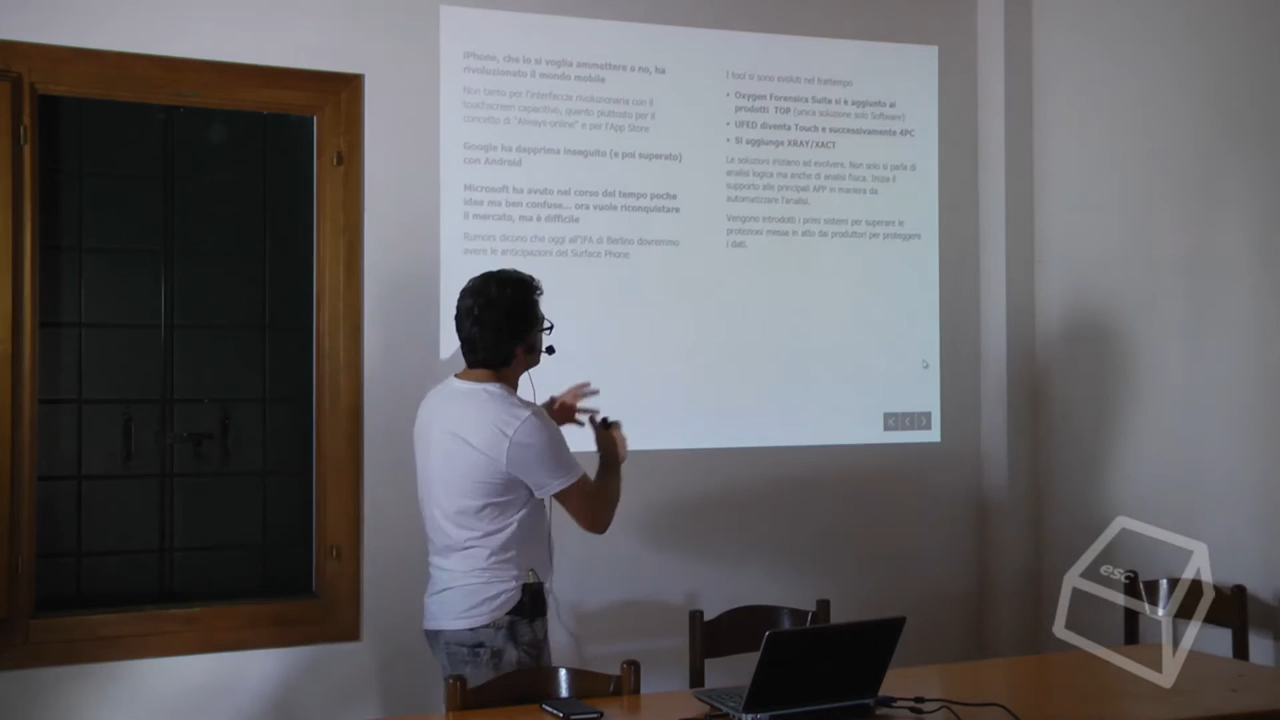 iPhone, che lo si voglia ammettere o no, ha
rivoluzionato il mondo mobile
Non tanto per l'interfaccia rivoluzionaria con il
touchscreen capacitivo, quanto piuttosto per il
concetto di "Always-online" e per l'App Store
Google ha dapprima inseguito (e poi superato)
con Android
Microsoft ha avuto nel corso del tempo poche
idee ma ben confuse... ora vuole riconquistare
il mercato, ma è difficile
Rumors dicono che oggi all'IFA di Berlino dovremmo
avere le anticipazioni del Surface Phone
I tool si sono evoluti nel frattempo
• Oxygen Forensics Suite si è aggiunto ai
prodotti TOP (unica soluzione solo Software)
• UFED diventa Touch e successivamente 4PC
• Si aggiunge XRAY/XACT
Le soluzioni iniziano ad evolvere. Non solo si parla di
analisi logica ma anche di analisi fisica. Inizia il
supporto alle principali APP in maniera da
automatizzare l'analisi.
Vengono introdotti i primi sistemi per superare le
protezioni messe in atto dai produttori per proteggere
i dati.
esc